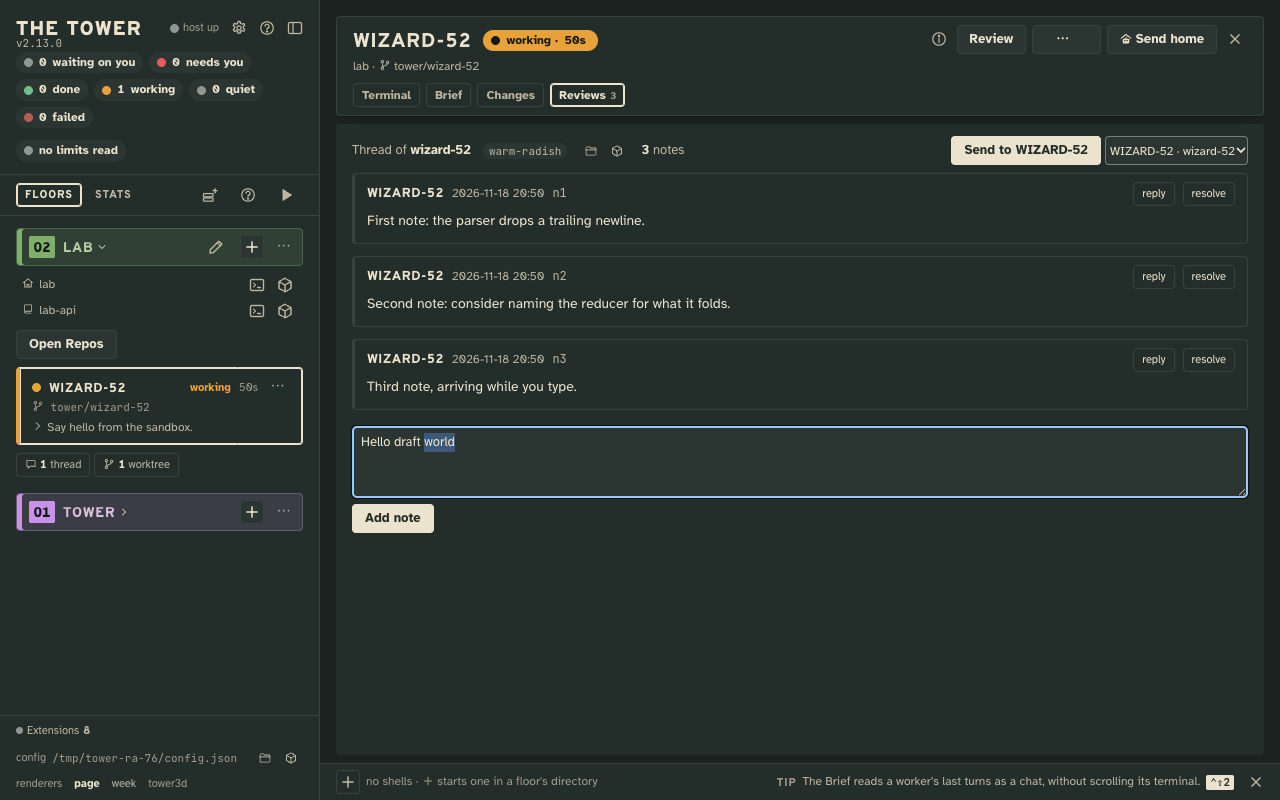 THE TOWER
host up
v2.13.0
0 waiting on you
0 needs you
0 done
1 working
0 quiet
0 failed
no limits read
FLOORS
STATS
02 LAB
lab
lab-api
Open Repos
WIZARD-52
working 50s
tower/wizard-52
Say hello from the sandbox.
1 thread
1 worktree
01 TOWER
Extensions 8
config /tmp/tower-ra-76/config.json
renderers page week tower3d
WIZARD-52
working · 50s
Review
Send home
lab · tower/wizard-52
Terminal
Brief
Changes
Reviews 3
Thread of wizard-52
warm-radish
3 notes
Send to WIZARD-52
WIZARD-52 · wizard-52
WIZARD-52 2026-11-18 20:50 n1
reply
resolve
First note: the parser drops a trailing newline.
WIZARD-52 2026-11-18 20:50 n2
reply
resolve
Second note: consider naming the reducer for what it folds.
WIZARD-52 2026-11-18 20:50 n3
reply
resolve
Third note, arriving while you type.
Hello draft world
Add note
no shells · + starts one in a floor's directory
TIP The Brief reads a worker's last turns as a chat, without scrolling its terminal. ⌃⇧2